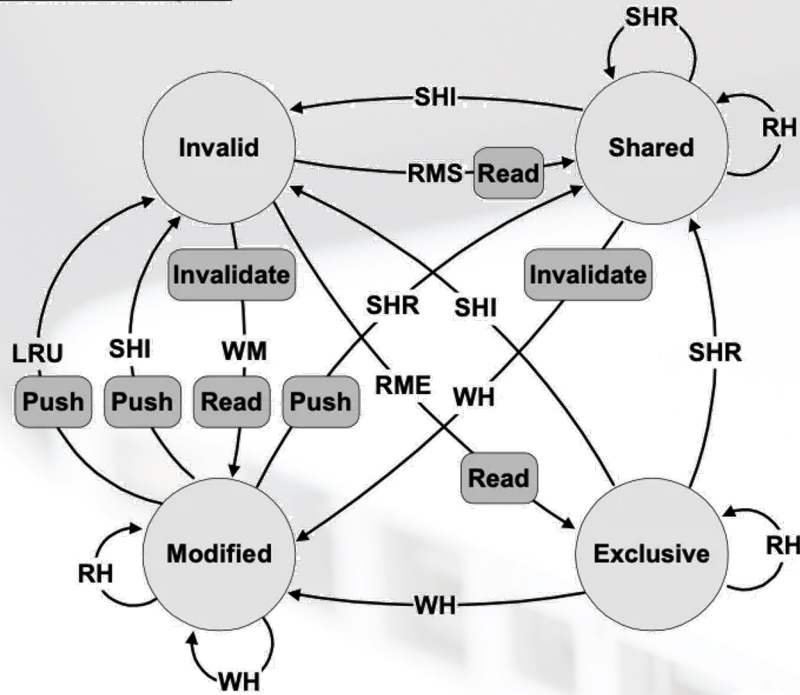 SHR
SHI
RH
Invalid
Shared
RMS
Read
Invalidate
Invalidate
SHR
SHI
LRU
SHI
WM
SHR
RME
WH
Push
Push
Read
Push
Read
Modified
Exclusive
RH
RH
WH
WH